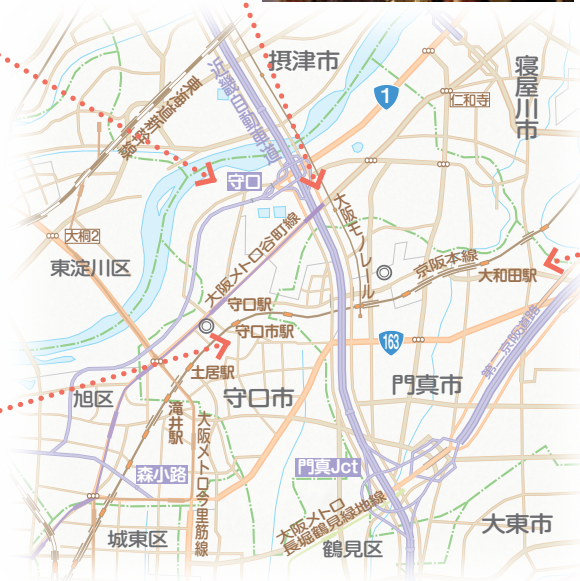 摂津市
近畿自動車道
東海道新幹線
寝屋川市
1
仁和寺
守口
大桐2
東淀川区
大阪メトロ谷町線
大阪モノレール
京阪本線
大和田駅
守口駅
守口市駅
163
第二京阪道路
土居駅
門真市
守口市
旭区
滝井駅
大阪メトロ今里筋線
森小路
門真Jct
大阪メトロ
長堀鶴見緑地線
城東区
鶴見区
大東市